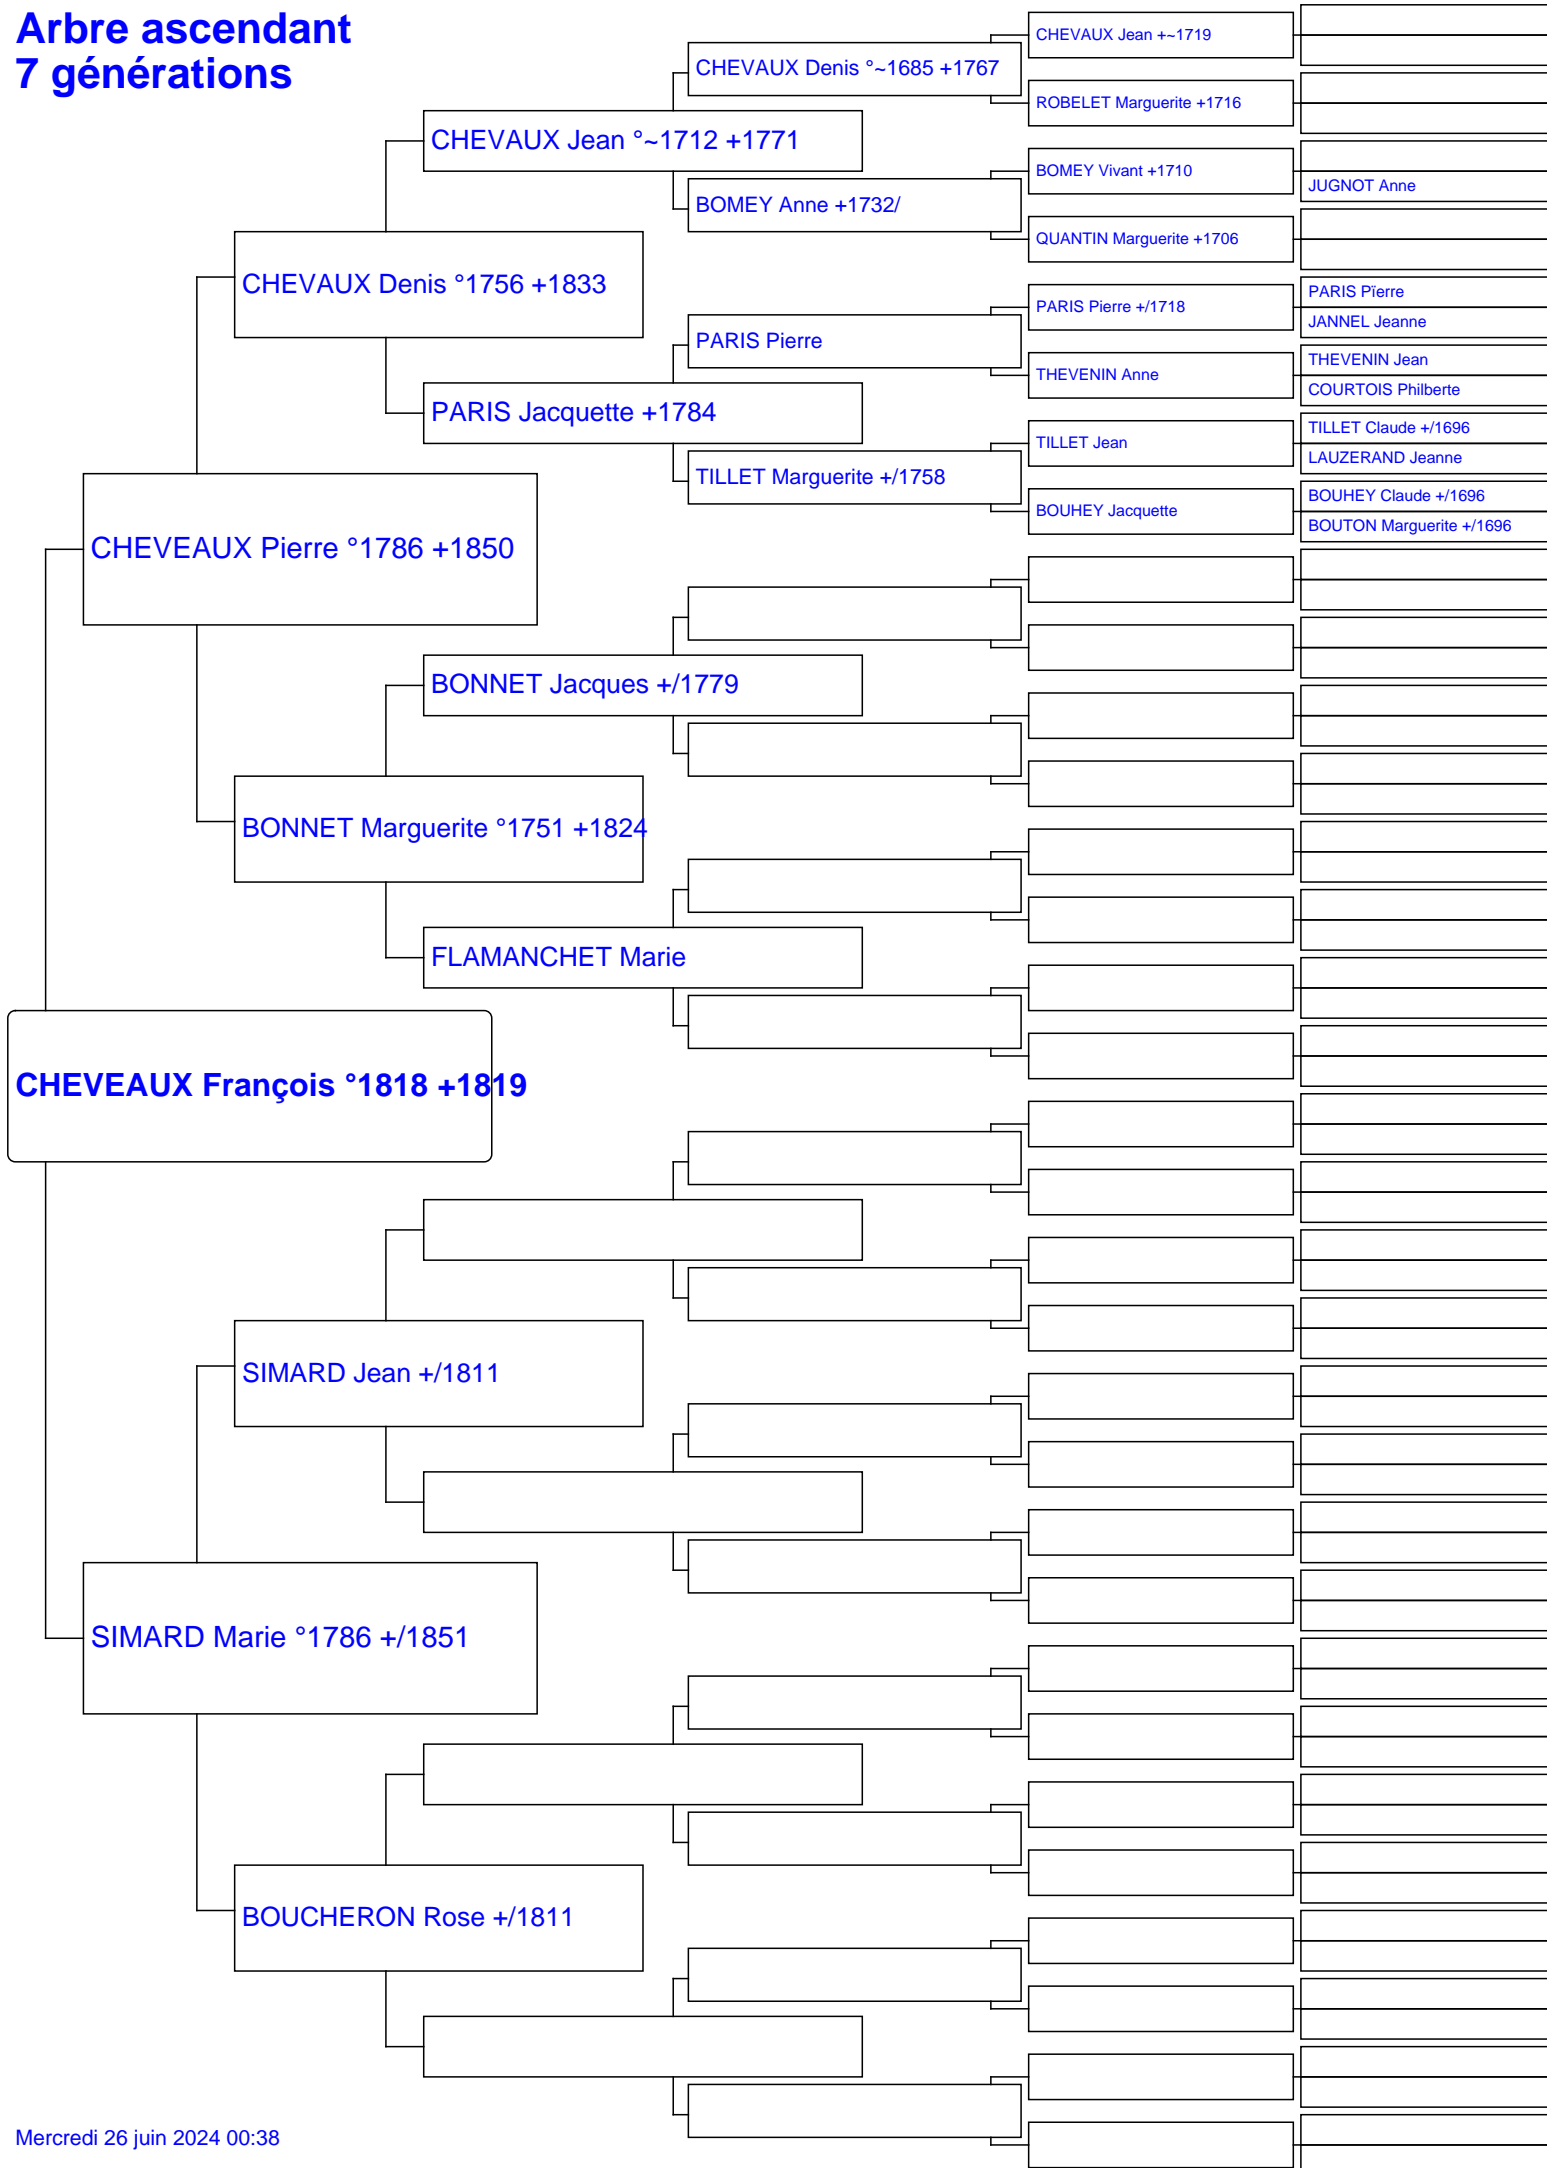 Arbre ascendant
7 générations
CHEVAUX Jean +~1719
CHEVAUX Denis °~1685 +1767
ROBELET Marguerite +1716
CHEVAUX Jean °~1712 +1771
BOMEY Vivant +1710
JUGNOT Anne
BOMEY Anne +1732/
QUANTIN Marguerite +1706
CHEVAUX Denis °1756 +1833
PARIS Pïerre
PARIS Pierre +/1718
JANNEL Jeanne
PARIS Pierre
THEVENIN Jean
THEVENIN Anne
COURTOIS Philberte
PARIS Jacquette +1784
TILLET Claude +/1696
TILLET Jean
LAUZERAND Jeanne
TILLET Marguerite +/1758
BOUHEY Claude +/1696
BOUHEY Jacquette
BOUTON Marguerite +/1696
CHEVEAUX Pierre °1786 +1850
BONNET Jacques +/1779
BONNET Marguerite °1751 +1824
FLAMANCHET Marie
CHEVEAUX François °1818 +1819
SIMARD Jean +/1811
SIMARD Marie °1786 +/1851
BOUCHERON Rose +/1811
Mercredi 26 juin 2024 00:38